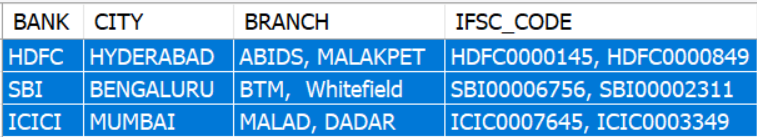 BANK CITY BRANCH IFSC_CODE
HDFC HYDERABAD ABIDS, MALAKPET HDFC0000145, HDFC0000849
SBI BENGALURU BTM, Whitefield SBI00006756, SBI00002311
ICICI MUMBAI MALAD, DADAR ICIC0007645, ICIC0003349